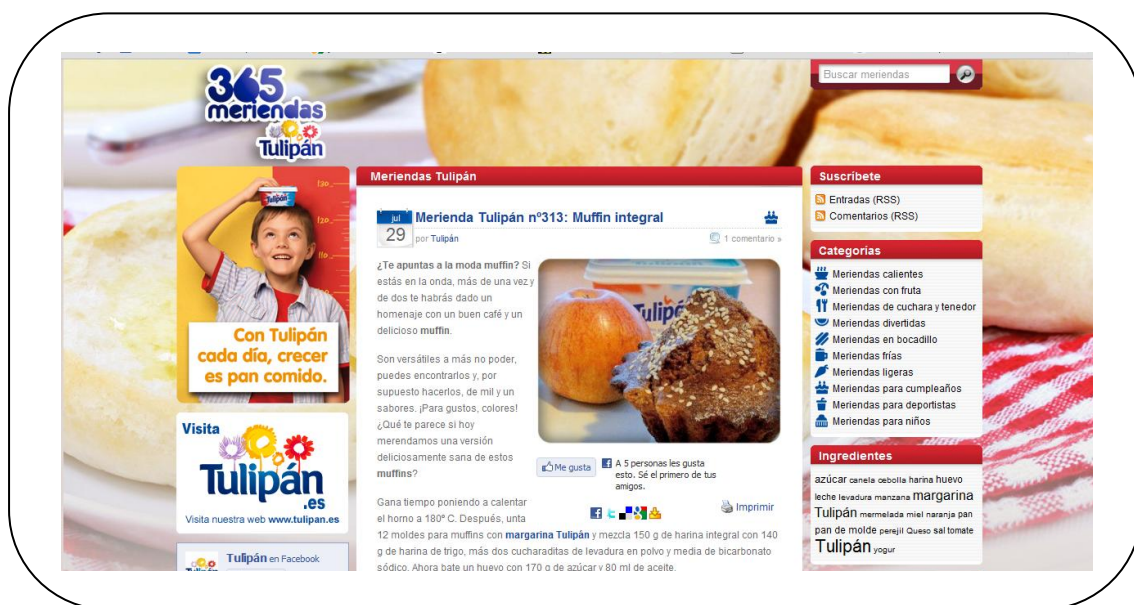 365
meriendas
Tulipán
Buscar meriendas
130
120
110
Tulipán
Con Tulipán
cada día, crecer
es pan comido.
Visita
Tulipán
.es
Visita nuestra web www.tulipan.es
Tulipán en Facebook
Meriendas Tulipán
jul
29
Merienda Tulipán nº313: Muffin integral
por Tulipán
1 comentario »
¿Te apuntas a la moda muffin? Si
estás en la onda, más de una vez y
de dos te habrás dado un
homenaje con un buen café y un
delicioso muffin.
Son versátiles a más no poder,
puedes encontrarlos y, por
supuesto hacerlos, de mil y un
sabores. ¡Para gustos, colores!
¿Qué te parece si hoy
merendamos una versión
deliciosamente sana de estos
muffins?
Tulipán
Me gusta
A 5 personas les gusta
esto. Sé el primero de tus
amigos.
Imprimir
Gana tiempo poniendo a calentar
el horno a 180º C. Después, unta
12 moldes para muffins con margarina Tulipán y mezcla 150 g de harina integral con 140
g de harina de trigo, más dos cucharaditas de levadura en polvo y media de bicarbonato
sódico. Ahora bate un huevo con 170 g de azúcar y 80 ml de aceite.
Suscríbete
Entradas (RSS)
Comentarios (RSS)
Categorías
Meriendas calientes
Meriendas con fruta
Meriendas de cuchara y tenedor
Meriendas divertidas
Meriendas en bocadillo
Meriendas frías
Meriendas ligeras
Meriendas para cumpleaños
Meriendas para deportistas
Meriendas para niños
Ingredientes
azúcar canela cebolla harina huevo
leche levadura manzana margarina
Tulipán mermelada miel naranja pan
pan de molde perejil Queso sal tomate
Tulipán yogur